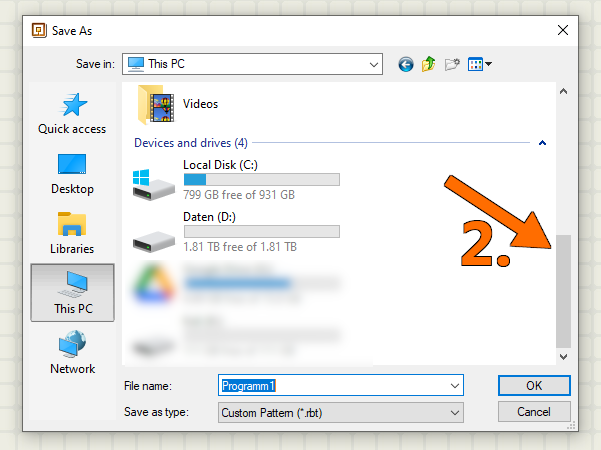 Save As
Save in:
This PC
Quick access
Desktop
Libraries
This PC
Network
Videos
Devices and drives (4)
Local Disk (C:)
799 GB free of 931 GB
Daten (D:)
1.81 TB free of 1.81 TB
2.
File name:
Programm1
OK
Save as type:
Custom Pattern (*.rbt)
Cancel